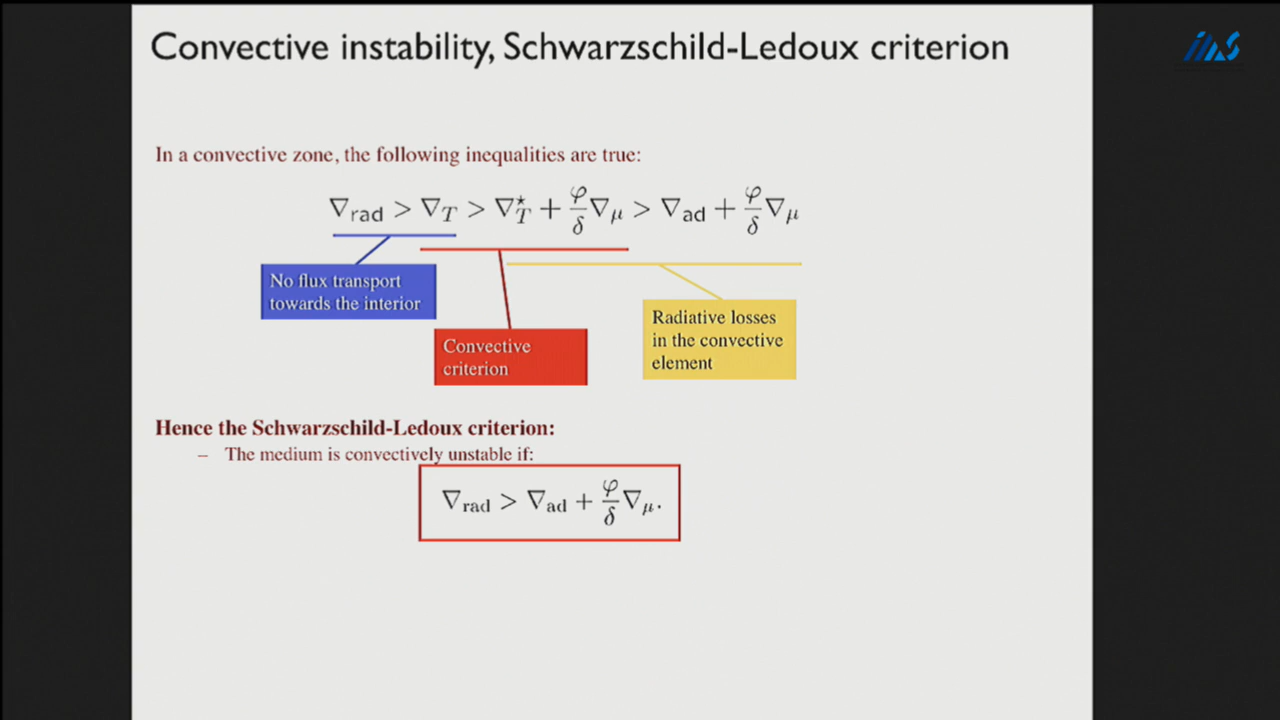 Convective instability, Schwarzschild-Ledoux criterion
In a convective zone, the following inequalities are true:
∇rad > ∇T > ∇⋆T + φ/δ ∇μ > ∇ad + φ/δ ∇μ
No flux transport
towards the interior
Convective
criterion
Radiative losses
in the convective
element
Hence the Schwarzschild-Ledoux criterion:
– The medium is convectively unstable if:
∇rad > ∇ad + φ/δ ∇μ.